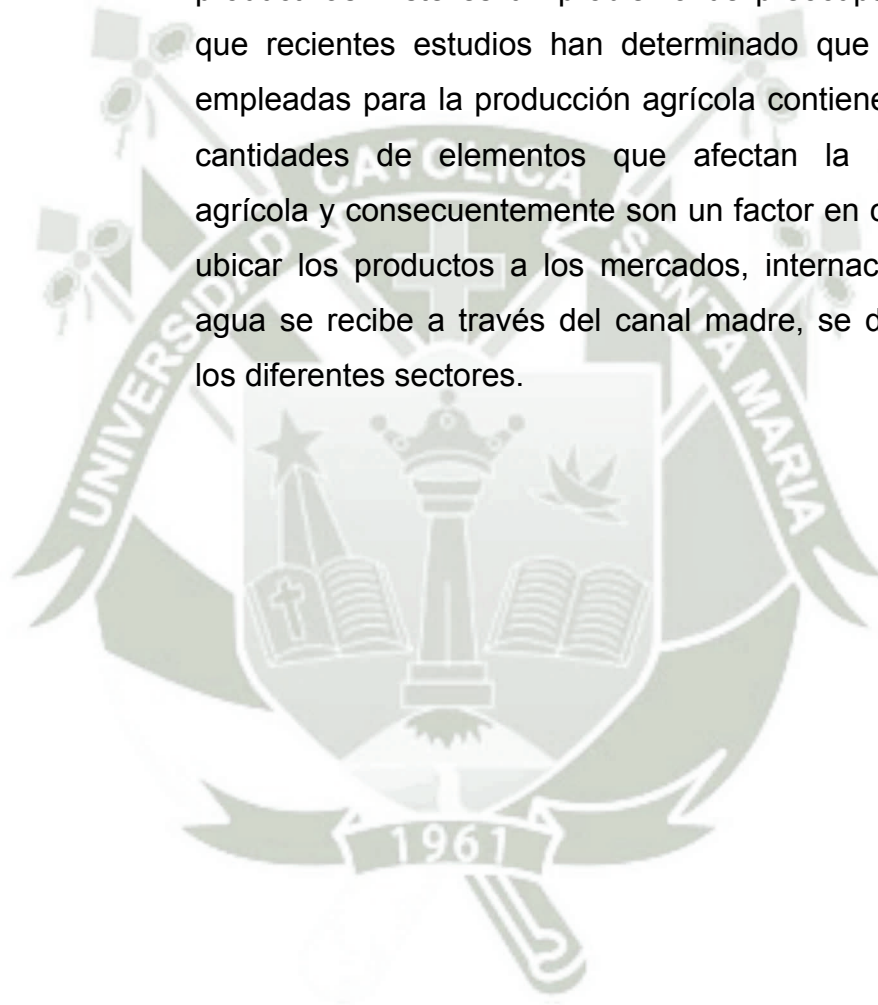 que recientes estudios han determinado que
empleadas para la producción agrícola contiene
cantidades de elementos que afectan la
agrícola y consecuentemente son un factor en
ubicar los productos a los mercados, internac
agua se recibe a través del canal madre, se d
los diferentes sectores.
UNIVERSIDAD CATOLICA SANTA MARIA
1961